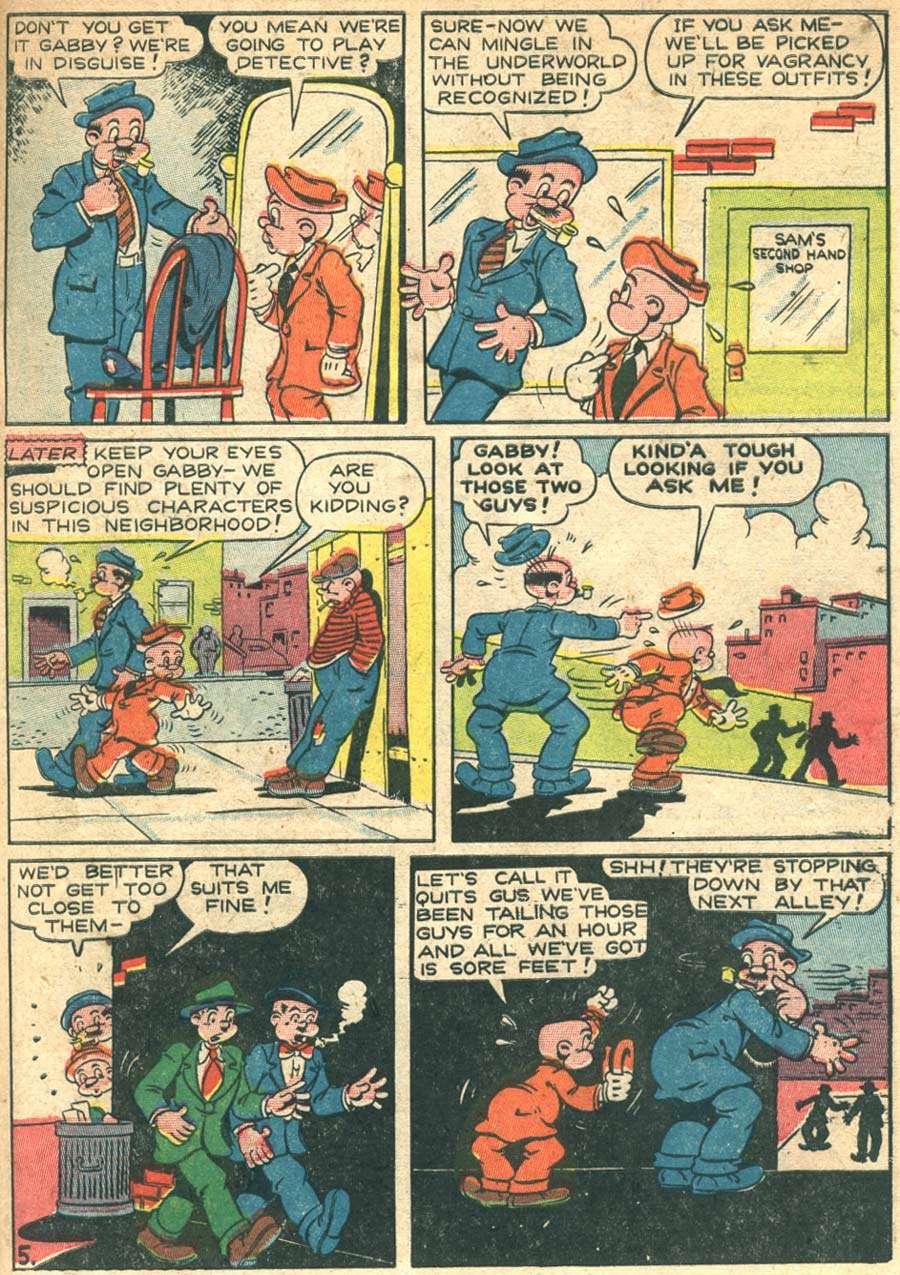 DON'T YOU GET
IT GABBY? WE'RE
IN DISGUISE!
YOU MEAN WE'RE
GOING TO PLAY
DETECTIVE?
SURE-NOW WE
CAN MINGLE IN
THE UNDERWORLD
WITHOUT BEING
RECOGNIZED!
IF YOU ASK ME-
WE'LL BE PICKED
UP FOR VAGRANCY
IN THESE OUTFITS!
SAM'S
SECOND HAND
SHOP
LATER
KEEP YOUR EYES
OPEN GABBY-WE
SHOULD FIND PLENTY OF
SUSPICIOUS CHARACTERS
IN THIS NEIGHBORHOOD!
ARE
YOU
KIDDING?
GABBY!
LOOK AT
THOSE TWO
GUYS!
KIND'A TOUGH
LOOKING IF YOU
ASK ME!
WE'D BETTER
NOT GET TOO
CLOSE TO
THEM-
THAT
SUITS ME
FINE!
H
LET'S CALL IT
QUITS GUS WE'VE
BEEN TAILING THOSE
GUYS FOR AN HOUR
AND ALL WE'VE GOT
IS SORE FEET!
SHH! THEY'RE STOPPING
DOWN BY THAT
NEXT ALLEY!
5.